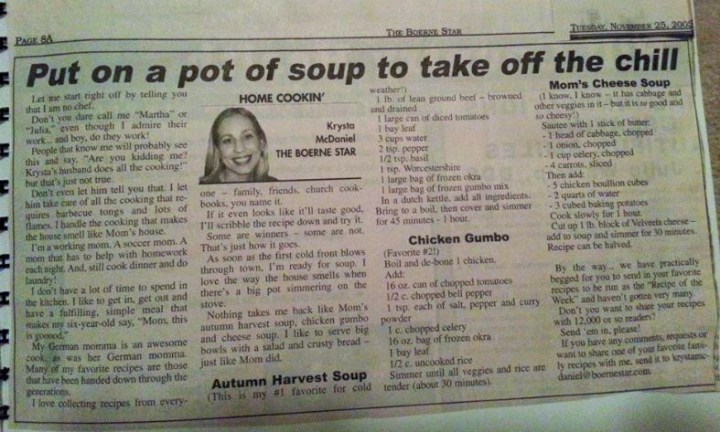 PAGE 8A
THE BOERNE STAR
TUESDAY, NOVEMBER 25, 200
Put on a pot of soup to take off the chill
Let me start right off by telling you
that I am no chef.
Don't you dare call me "Martha" or
"Julia," even though I admire their
work... and boy, do they work!
People that know me will probably see
this and say, "Are you kidding me?
Krysta's husband does all the cooking!"
but that's just not true.
Don't even let him tell you that. I let
him take care of all the cooking that re-
quires barbecue tongs and lots of
flames. I handle the cooking that makes
the house smell like Mom's house.
I'm a working mom. A soccer mom. A
mom that has to help with homework
each night. And, still cook dinner and do
laundry!
I don't have a lot of time to spend in
the kitchen. I like to get in, get out and
have a fulfilling, simple meal that
makes my six-year-old say, "Mom, this
is gooood."
My German momma is an awesome
cook, as was her German momma.
Many of my favorite recipes are those
that have been handed down through the
generations.
I love collecting recipes from every-
HOME COOKIN'
Krysta
McDaniel
THE BOERNE STAR
one – family, friends, church cook-
books, you name it.
If it even looks like it'll taste good,
I'll scribble the recipe down and try it.
Some are winners – some are not.
That's just how it goes.
As soon as the first cold front blows
through town, I'm ready for soup. I
love the way the house smells when
there's a big pot simmering on the
stove.
Nothing takes me back like Mom's
autumn harvest soup, chicken gumbo
and cheese soup. I like to serve big
bowls with a salad and crusty bread –
just like Mom did.
Autumn Harvest Soup
(This is my #1 favorite for cold
weather!)
1 lb. of lean ground beef – browned
and drained
1 large can of diced tomatoes
1 bay leaf
3 cups water
2 tsp. pepper
1/2 tsp. basil
1 tsp. Worcestershire
1 large bag of frozen okra
1 large bag of frozen gumbo mix
In a dutch kettle, add all ingredients.
Bring to a boil, then cover and simmer
for 45 minutes - 1 hour.
Chicken Gumbo
(Favorite #2!)
Boil and de-bone 1 chicken.
Add:
16 oz. can of chopped tomatoes
1/2 c. chopped bell pepper
1 tsp. each of salt, pepper and curry
powder
1 c. chopped celery
16 oz. bag of frozen okra
1 bay leaf
1/2 c. uncooked rice
Simmer until all veggies and rice are
tender (about 30 minutes).
Mom's Cheese Soup
(I know, I know – it has cabbage and
other veggies in it – but it is so good and
so cheesy!)
Sautee with 1 stick of butter:
- 1 head of cabbage, chopped
- 1 onion, chopped
- 1 cup celery, chopped
- 4 carrots, sliced
Then add:
- 5 chicken bouillon cubes
- 2 quarts of water
- 3 cubed baking potatoes
Cook slowly for 1 hour.
Cut up 1 lb. block of Velveeta cheese –
add to soup and simmer for 30 minutes.
Recipe can be halved.
By the way... we have practically
begged for you to send in your favorite
recipes to be run as the "Recipe of the
Week" and haven't gotten very many.
Don't you want to share your recipes
with 12,000 or so readers?
Send 'em in, please!
If you have any comments, requests or
want to share one of your favorite fami-
ly recipes with me, send it to krystamc-
daniel@boernestar.com.